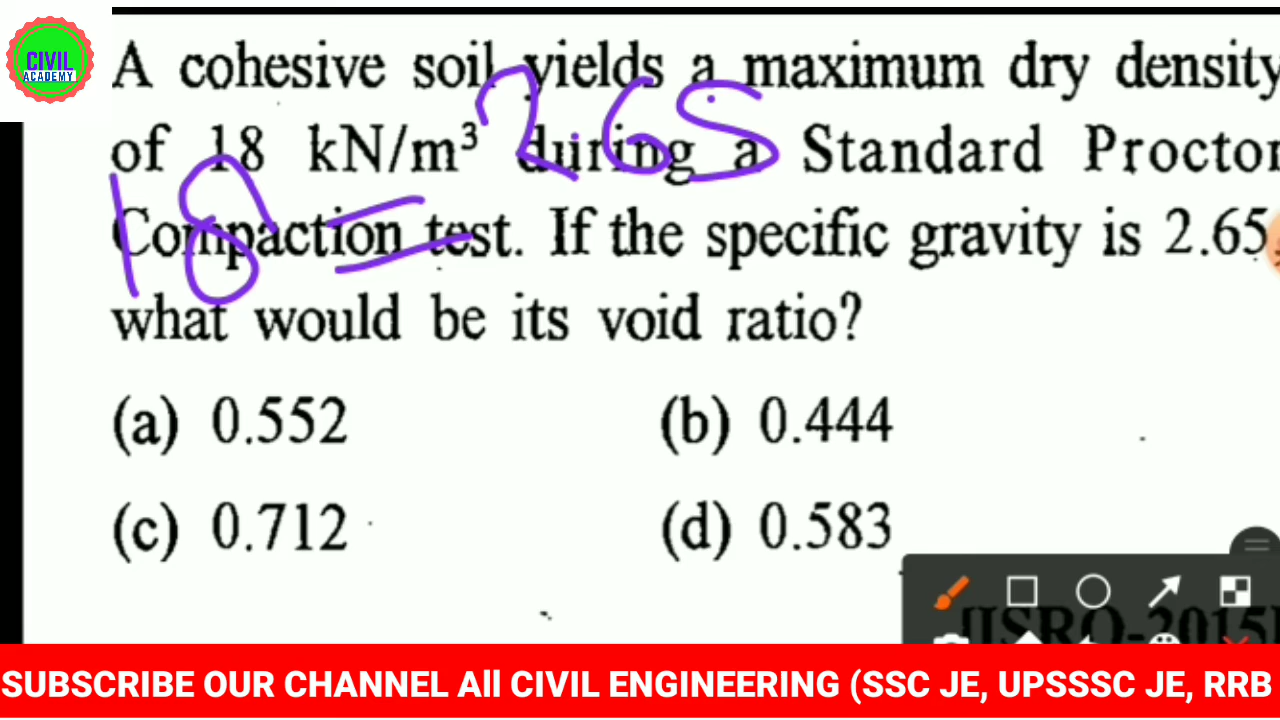 CIVIL
ACADEMY
A cohesive soil yields a maximum dry density
of 18 kN/m³ during a Standard Proctor
2.65
18 =
Compaction test. If the specific gravity is 2.65,
what would be its void ratio?
(a) 0.552 (b) 0.444
(c) 0.712 (d) 0.583
[ISRO-2015]
SUBSCRIBE OUR CHANNEL All CIVIL ENGINEERING (SSC JE, UPSSSC JE, RRB